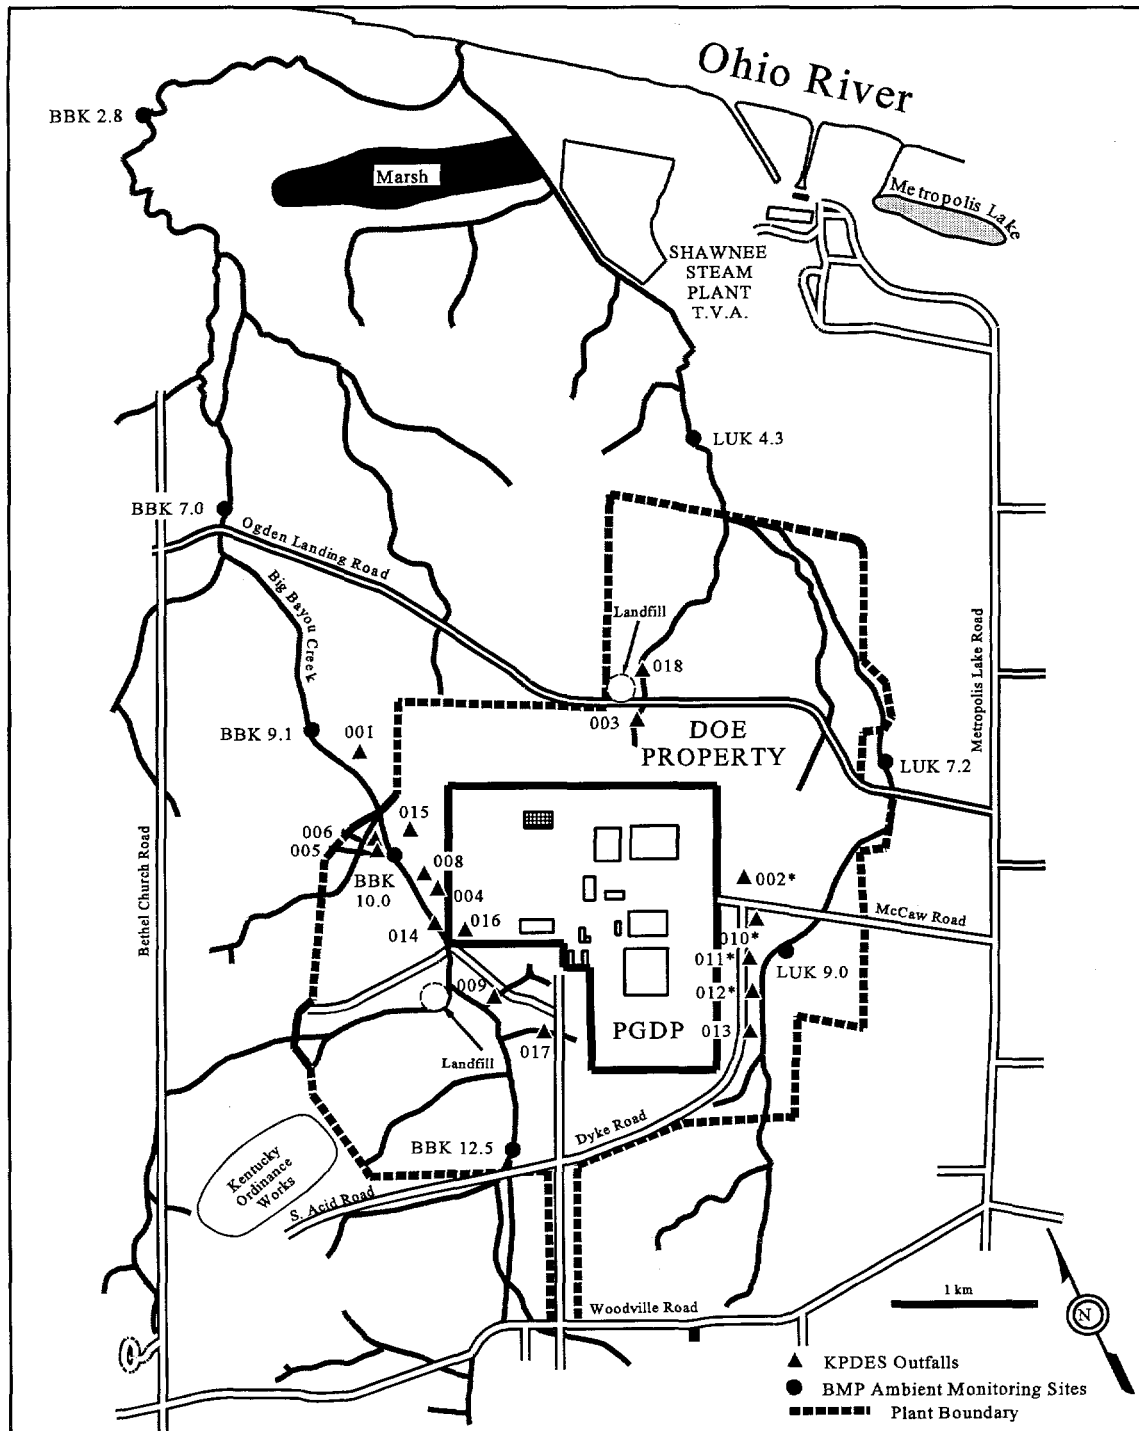 Ohio River
BBK 2.8
Marsh
Metropolis Lake
SHAWNEE
STEAM
PLANT
T.V.A.
LUK 4.3
BBK 7.0
Ogden Landing Road
Big Bayou Creek
Landfill
018
Metropolis Lake Road
003
DOE
PROPERTY
BBK 9.1
001
LUK 7.2
015
006
005
008
BBK
10.0
004
002*
Bethel Church Road
014
016
McCaw Road
010*
011*
LUK 9.0
009
012*
013
PGDP
017
Landfill
Dyke Road
BBK 12.5
Kentucky
Ordinance
Works
S. Acid Road
1 km
Woodville Road
N
KPDES Outfalls
BMP Ambient Monitoring Sites
Plant Boundary